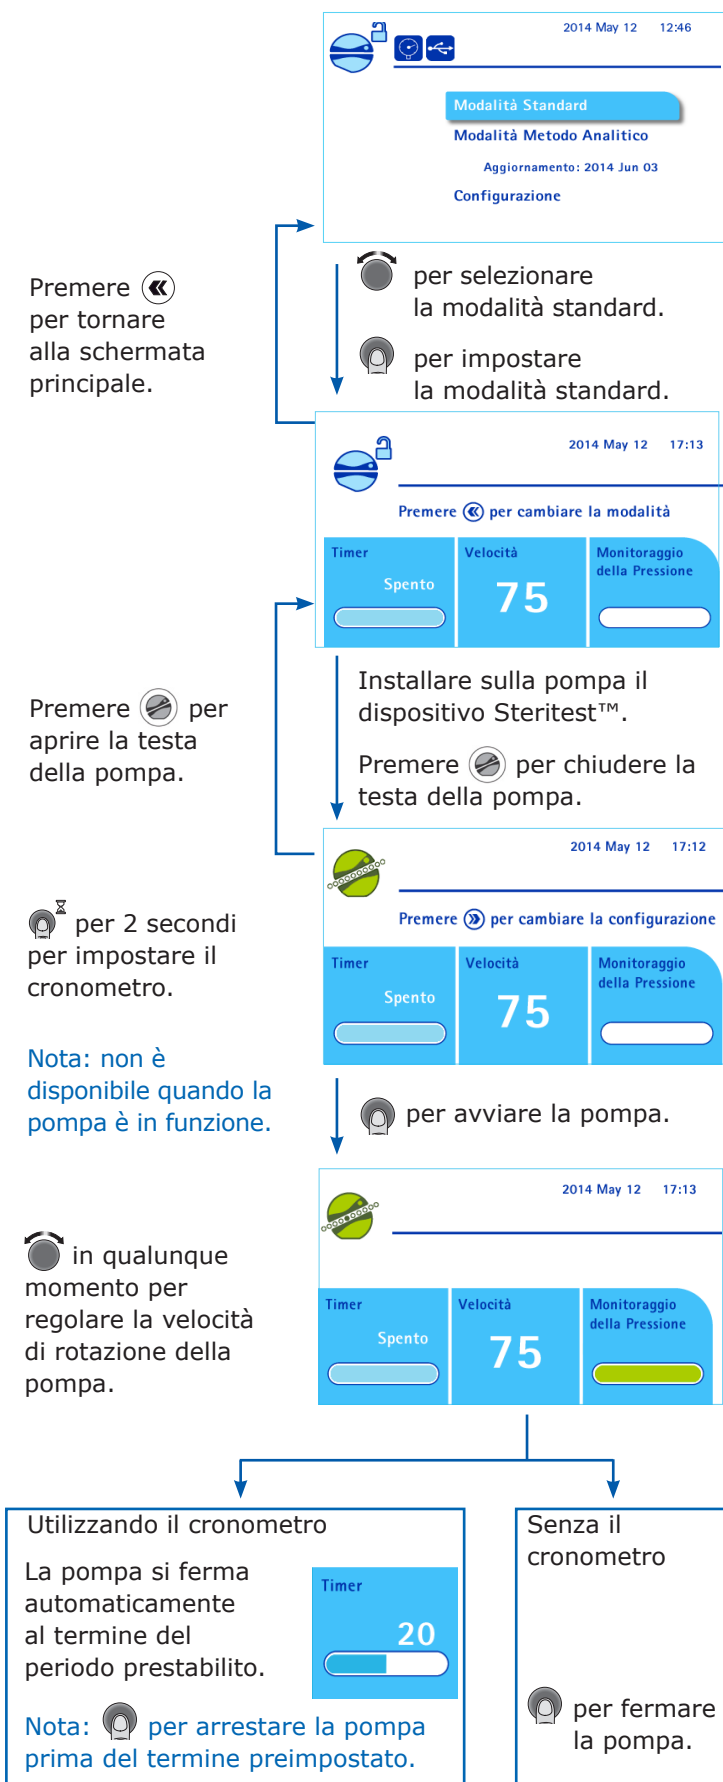 2014 May 12 12:46
Modalità Standard
Modalità Metodo Analitico
Aggiornamento: 2014 Jun 03
Configurazione
Premere
per tornare
alla schermata
principale.
per selezionare
la modalità standard.
per impostare
la modalità standard.
2014 May 12 17:13
Premere per cambiare la modalità
Timer
Spento
Velocità
75
Monitoraggio
della Pressione
Premere per
aprire la testa
della pompa.
Installare sulla pompa il
dispositivo Steritest™.
Premere per chiudere la
testa della pompa.
2014 May 12 17:12
Premere per cambiare la configurazione
Timer
Spento
Velocità
75
Monitoraggio
della Pressione
per 2 secondi
per impostare il
cronometro.
Nota: non è
disponibile quando la
pompa è in funzione.
per avviare la pompa.
2014 May 12 17:13
Timer
Spento
Velocità
75
Monitoraggio
della Pressione
in qualunque
momento per
regolare la velocità
di rotazione della
pompa.
Utilizzando il cronometro
La pompa si ferma
automaticamente
al termine del
periodo prestabilito.
Timer
20
Nota: per arrestare la pompa
prima del termine preimpostato.
Senza il
cronometro
per fermare
la pompa.